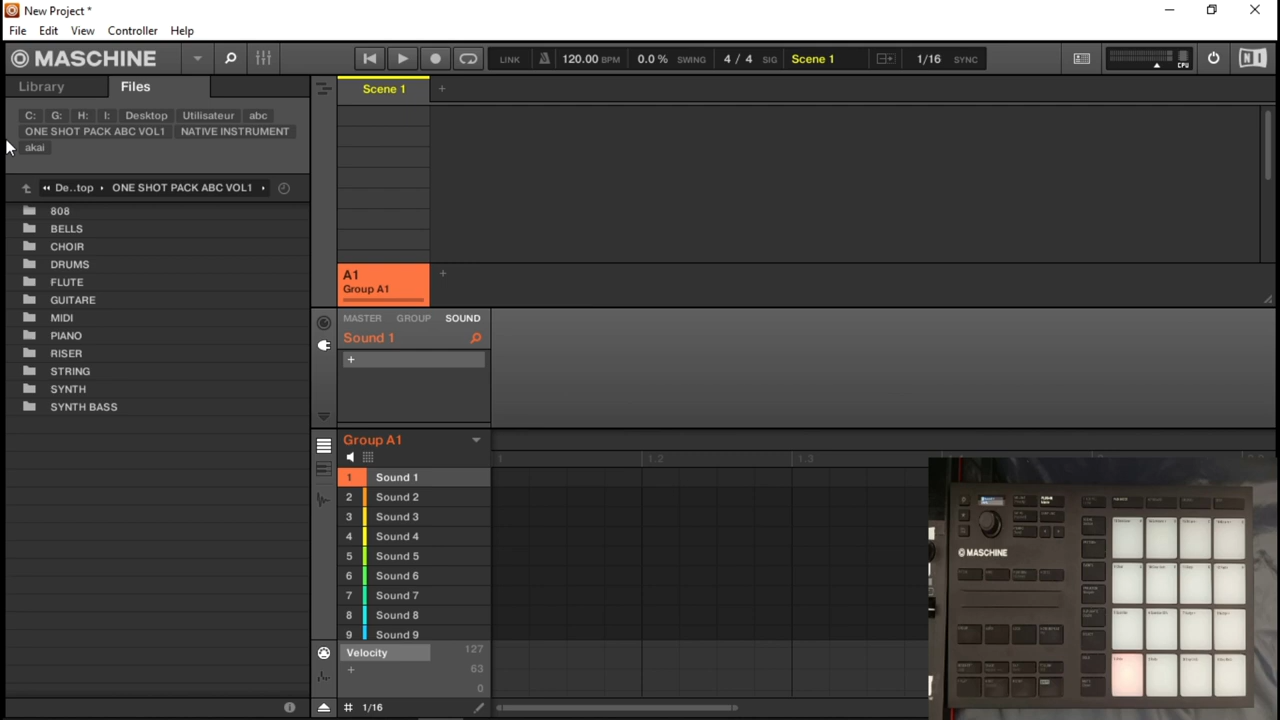 New Project *
File Edit View Controller Help
MASCHINE LINK 120.00 BPM 0.0 % SWING 4 / 4 SIG Scene 1 1/16 SYNC CPU
Library Files
Scene 1 +
C: G: H: I: Desktop Utilisateur abc
ONE SHOT PACK ABC VOL1 NATIVE INSTRUMENT
akai
De..top ONE SHOT PACK ABC VOL1
808
BELLS
CHOIR
DRUMS
FLUTE
GUITARE
MIDI
PIANO
RISER
STRING
SYNTH
SYNTH BASS
A1 +
Group A1
MASTER GROUP SOUND
Sound 1
+
Group A1
1 1.2 1.3
1 Sound 1
2 Sound 2
3 Sound 3
4 Sound 4
5 Sound 5
6 Sound 6
7 Sound 7
8 Sound 8
9 Sound 9
Velocity 127
+ 63
0
# 1/16
MASCHINE